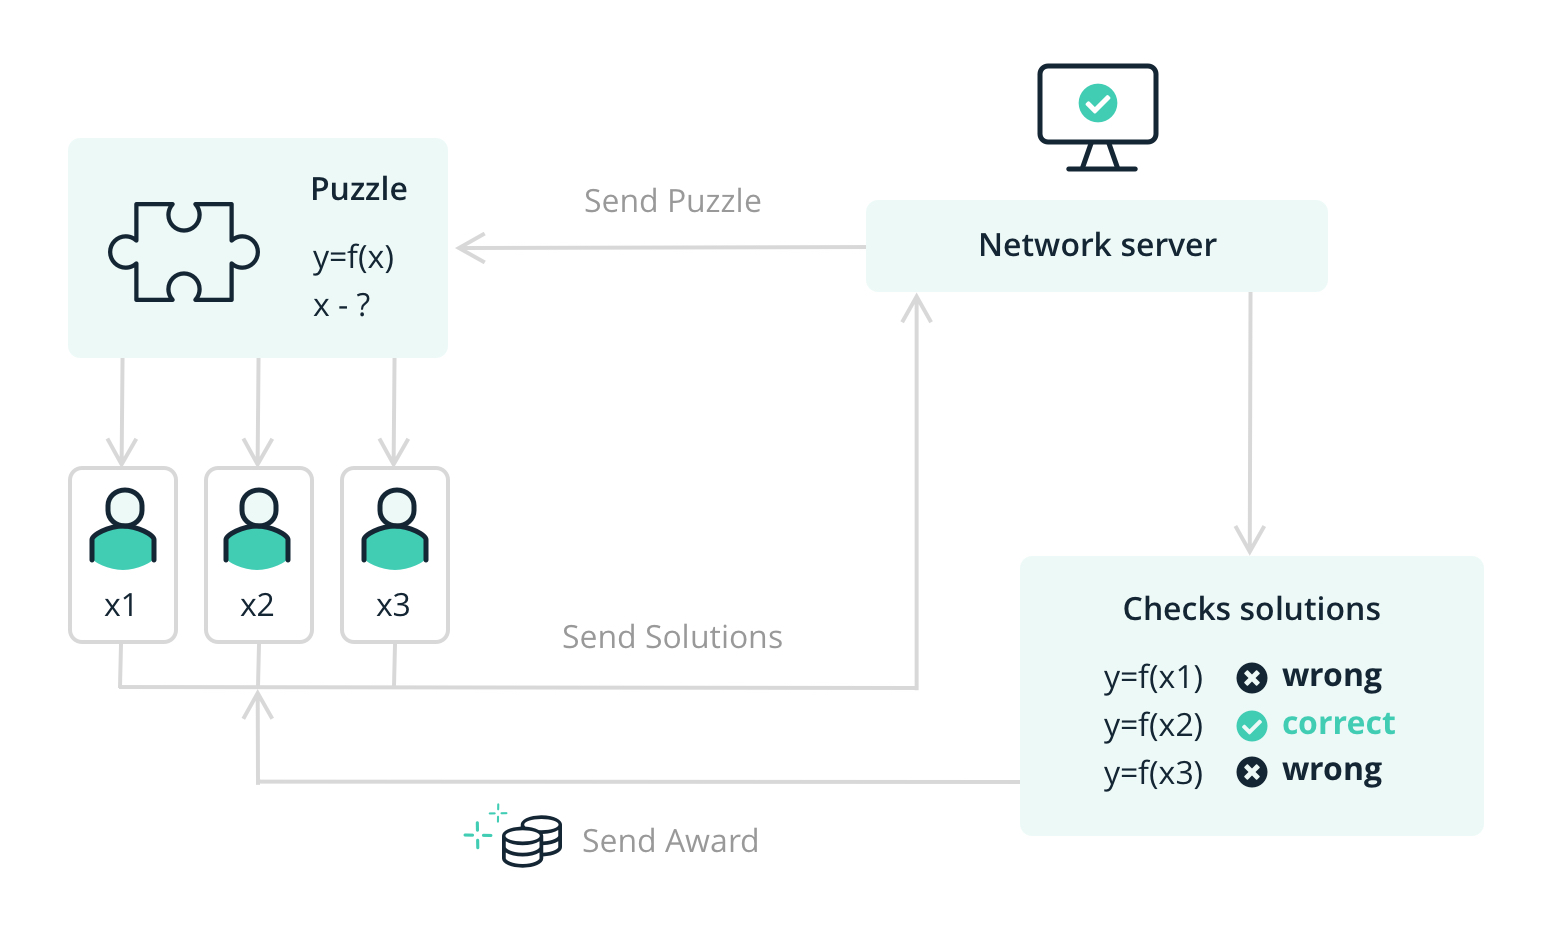 Puzzle
y=f(x)
x - ?
Send Puzzle
Network server
x1
x2
x3
Send Solutions
Checks solutions
y=f(x1) wrong
y=f(x2) correct
y=f(x3) wrong
Send Award